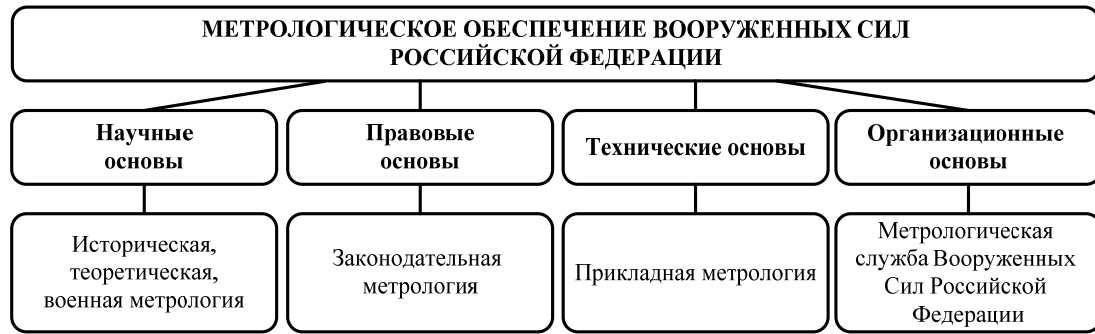 МЕТРОЛОГИЧЕСКОЕ ОБЕСПЕЧЕНИЕ ВООРУЖЕННЫХ СИЛ
РОССИЙСКОЙ ФЕДЕРАЦИИ
Научные
основы
Правовые
основы
Технические основы
Организационные
основы
Историческая,
теоретическая,
военная метрология
Законодательная
метрология
Прикладная метрология
Метрологическая
служба Вооруженных
Сил Российской
Федерации